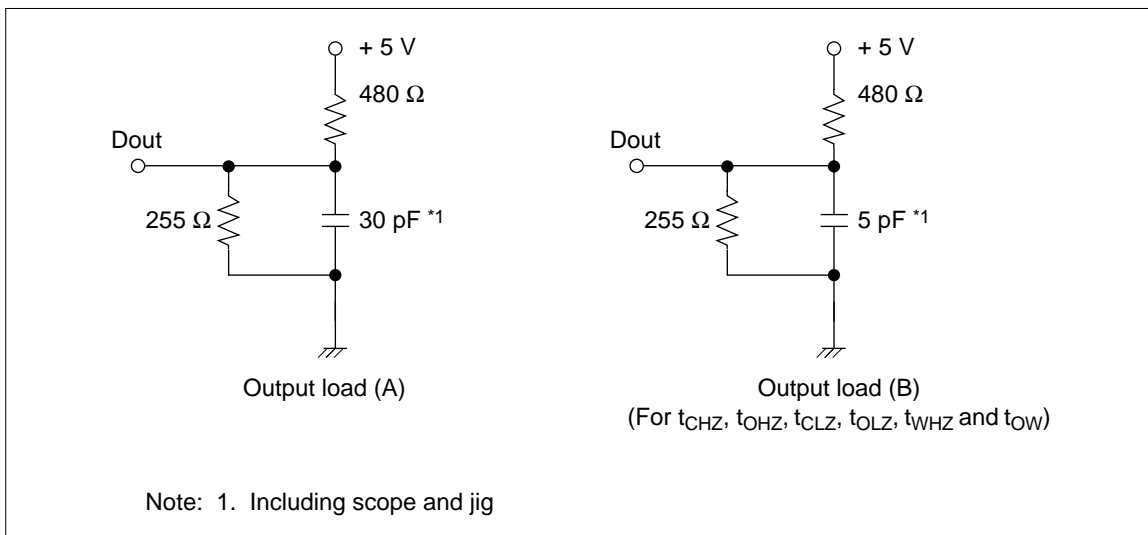 + 5 V
480 Ω
Dout
255 Ω
30 pF *1
Output load (A)
+ 5 V
480 Ω
Dout
255 Ω
5 pF *1
Output load (B)
(For tCHZ, tOHZ, tCLZ, tOLZ, tWHZ and tOW)
Note: 1. Including scope and jig